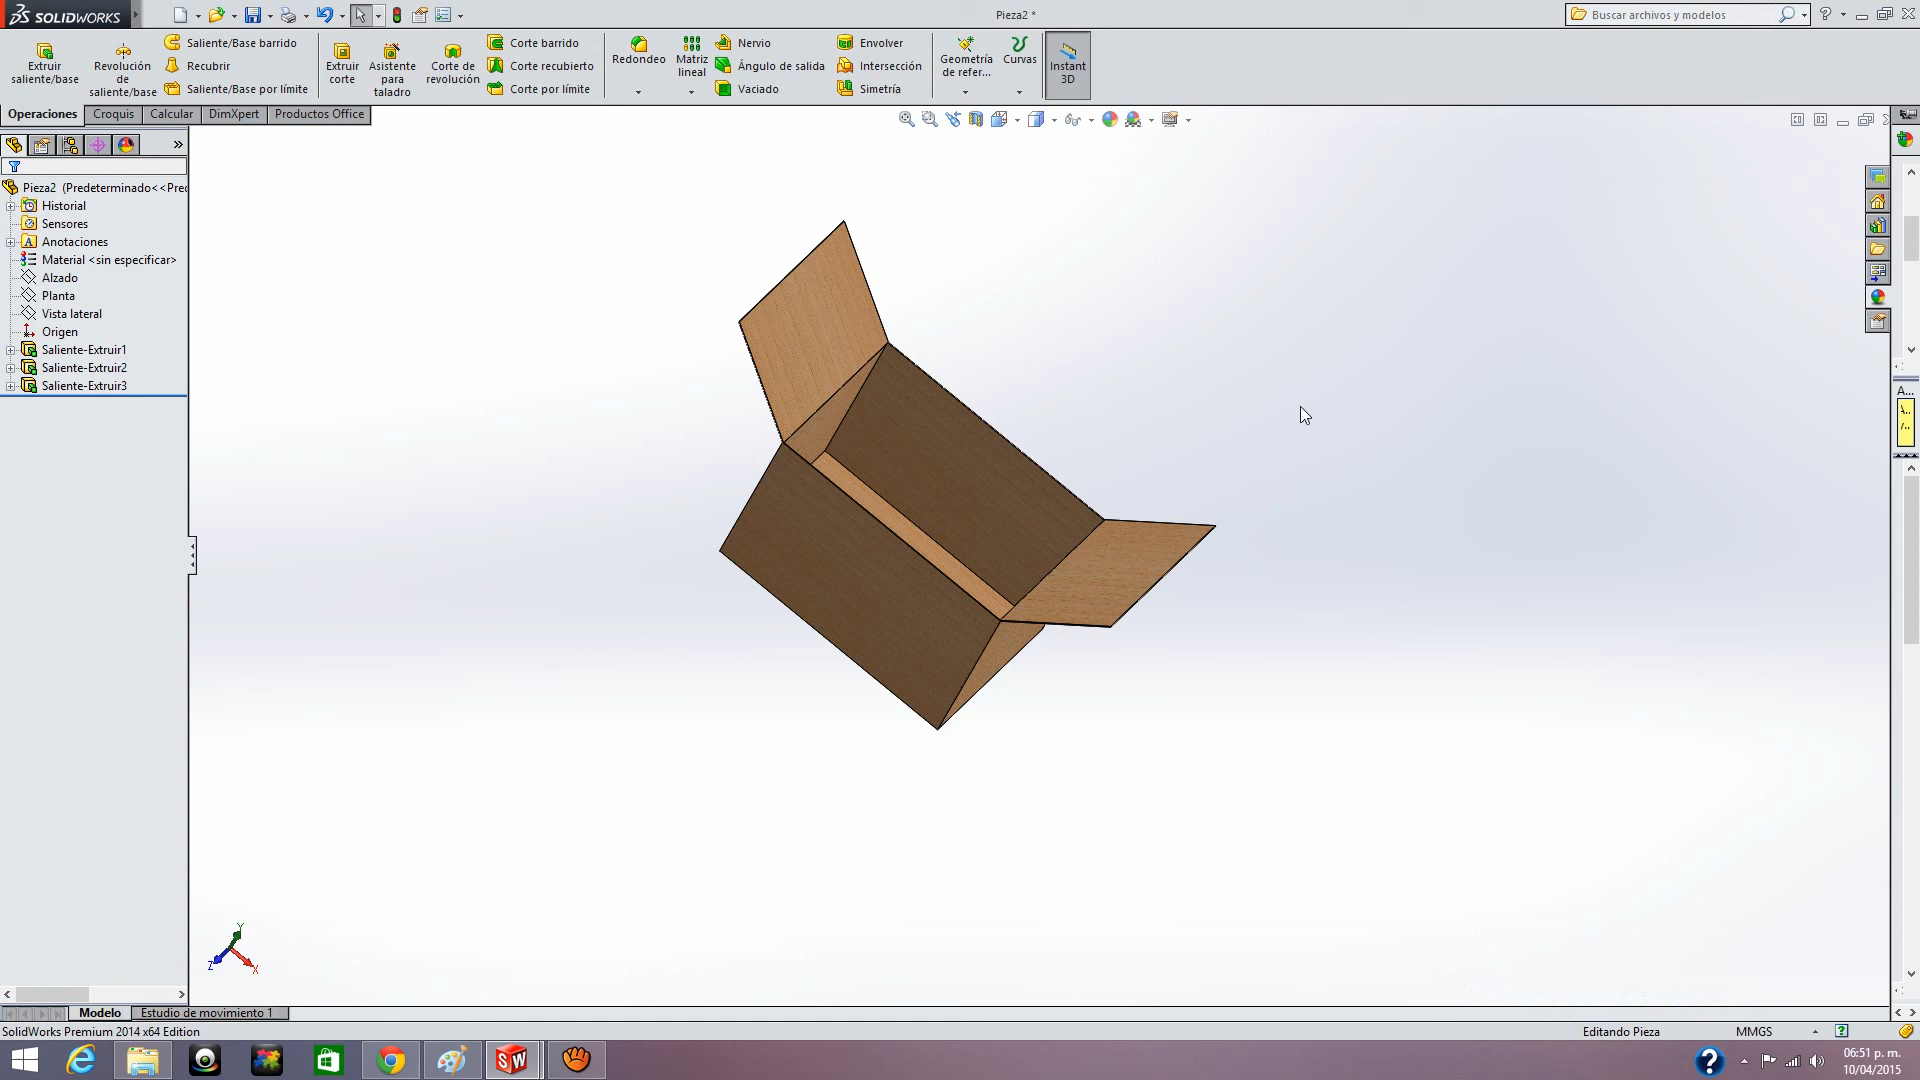 SOLIDWORKS
Pieza2 *
Buscar archivos y modelos
Extruir saliente/base
Revolución de saliente/base
Saliente/Base barrido
Recubrir
Saliente/Base por límite
Extruir corte
Asistente para taladro
Corte de revolución
Corte barrido
Corte recubierto
Corte por límite
Redondeo
Matriz lineal
Nervio
Ángulo de salida
Vaciado
Envolver
Intersección
Simetría
Geometría de refer...
Curvas
Instant 3D
Operaciones
Croquis
Calcular
DimXpert
Productos Office
Pieza2 (Predeterminado<<Pred
Historial
Sensores
Anotaciones
Material <sin especificar>
Alzado
Planta
Vista lateral
Origen
Saliente-Extruir1
Saliente-Extruir2
Saliente-Extruir3
A...
Y
Z
X
Modelo
Estudio de movimiento 1
SolidWorks Premium 2014 x64 Edition
Editando Pieza
MMGS
SW
06:51 p. m.
10/04/2015